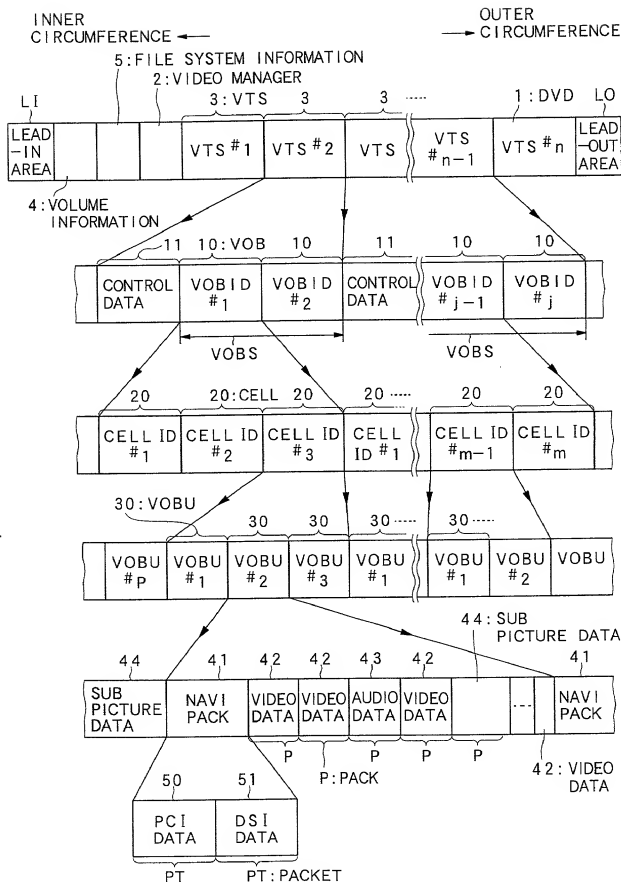 INNER CIRCUMFERENCE
OUTER CIRCUMFERENCE
5:FILE SYSTEM INFORMATION
2:VIDEO MANAGER
LI
3:VTS
3
3
1:DVD
LO
LEAD-IN AREA
VTS #1
VTS #2
VTS
VTS #n-1
VTS #n
LEAD-OUT AREA
4:VOLUME INFORMATION
11
10:VOB
10
11
10
10
CONTROL DATA
VOBID #1
VOBID #2
CONTROL DATA
VOBID #j-1
VOBID #j
VOBS
VOBS
20
20:CELL
20
20
20
20
CELL ID #1
CELL ID #2
CELL ID #3
CELL ID #1
CELL ID #m-1
CELL ID #m
30:VOBU
30
30
30
30
VOBU #P
VOBU #1
VOBU #2
VOBU #3
VOBU #1
VOBU #1
VOBU #2
VOBU
44:SUB PICTURE DATA
44
41
42
42
43
42
41
SUB PICTURE DATA
NAVI PACK
VIDEO DATA
VIDEO DATA
AUDIO DATA
VIDEO DATA
NAVI PACK
P
P
P
P
P:PACK
42:VIDEO DATA
50
51
PCI DATA
DSI DATA
PT
PT:PACKET